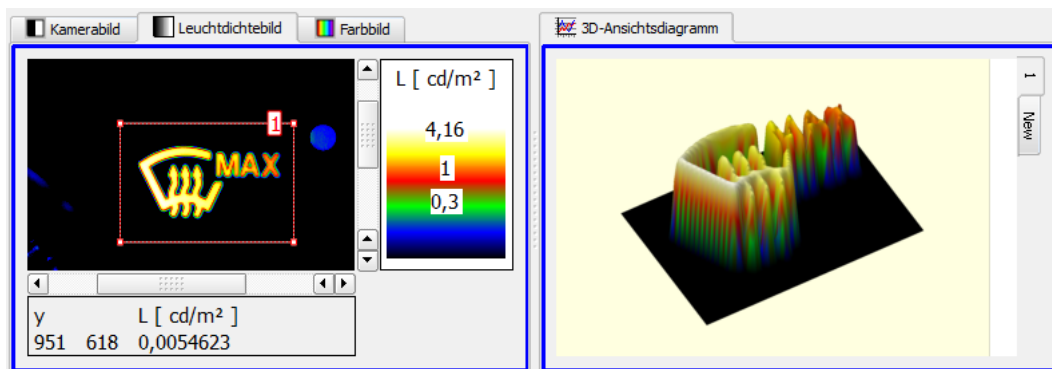 Kamerabild Leuchtdichtebild Farbbild
1
MAX
L [ cd/m² ]
4,16
1
0,3
y L [ cd/m² ]
951 618 0,0054623
3D-Ansichtsdiagramm
1
New